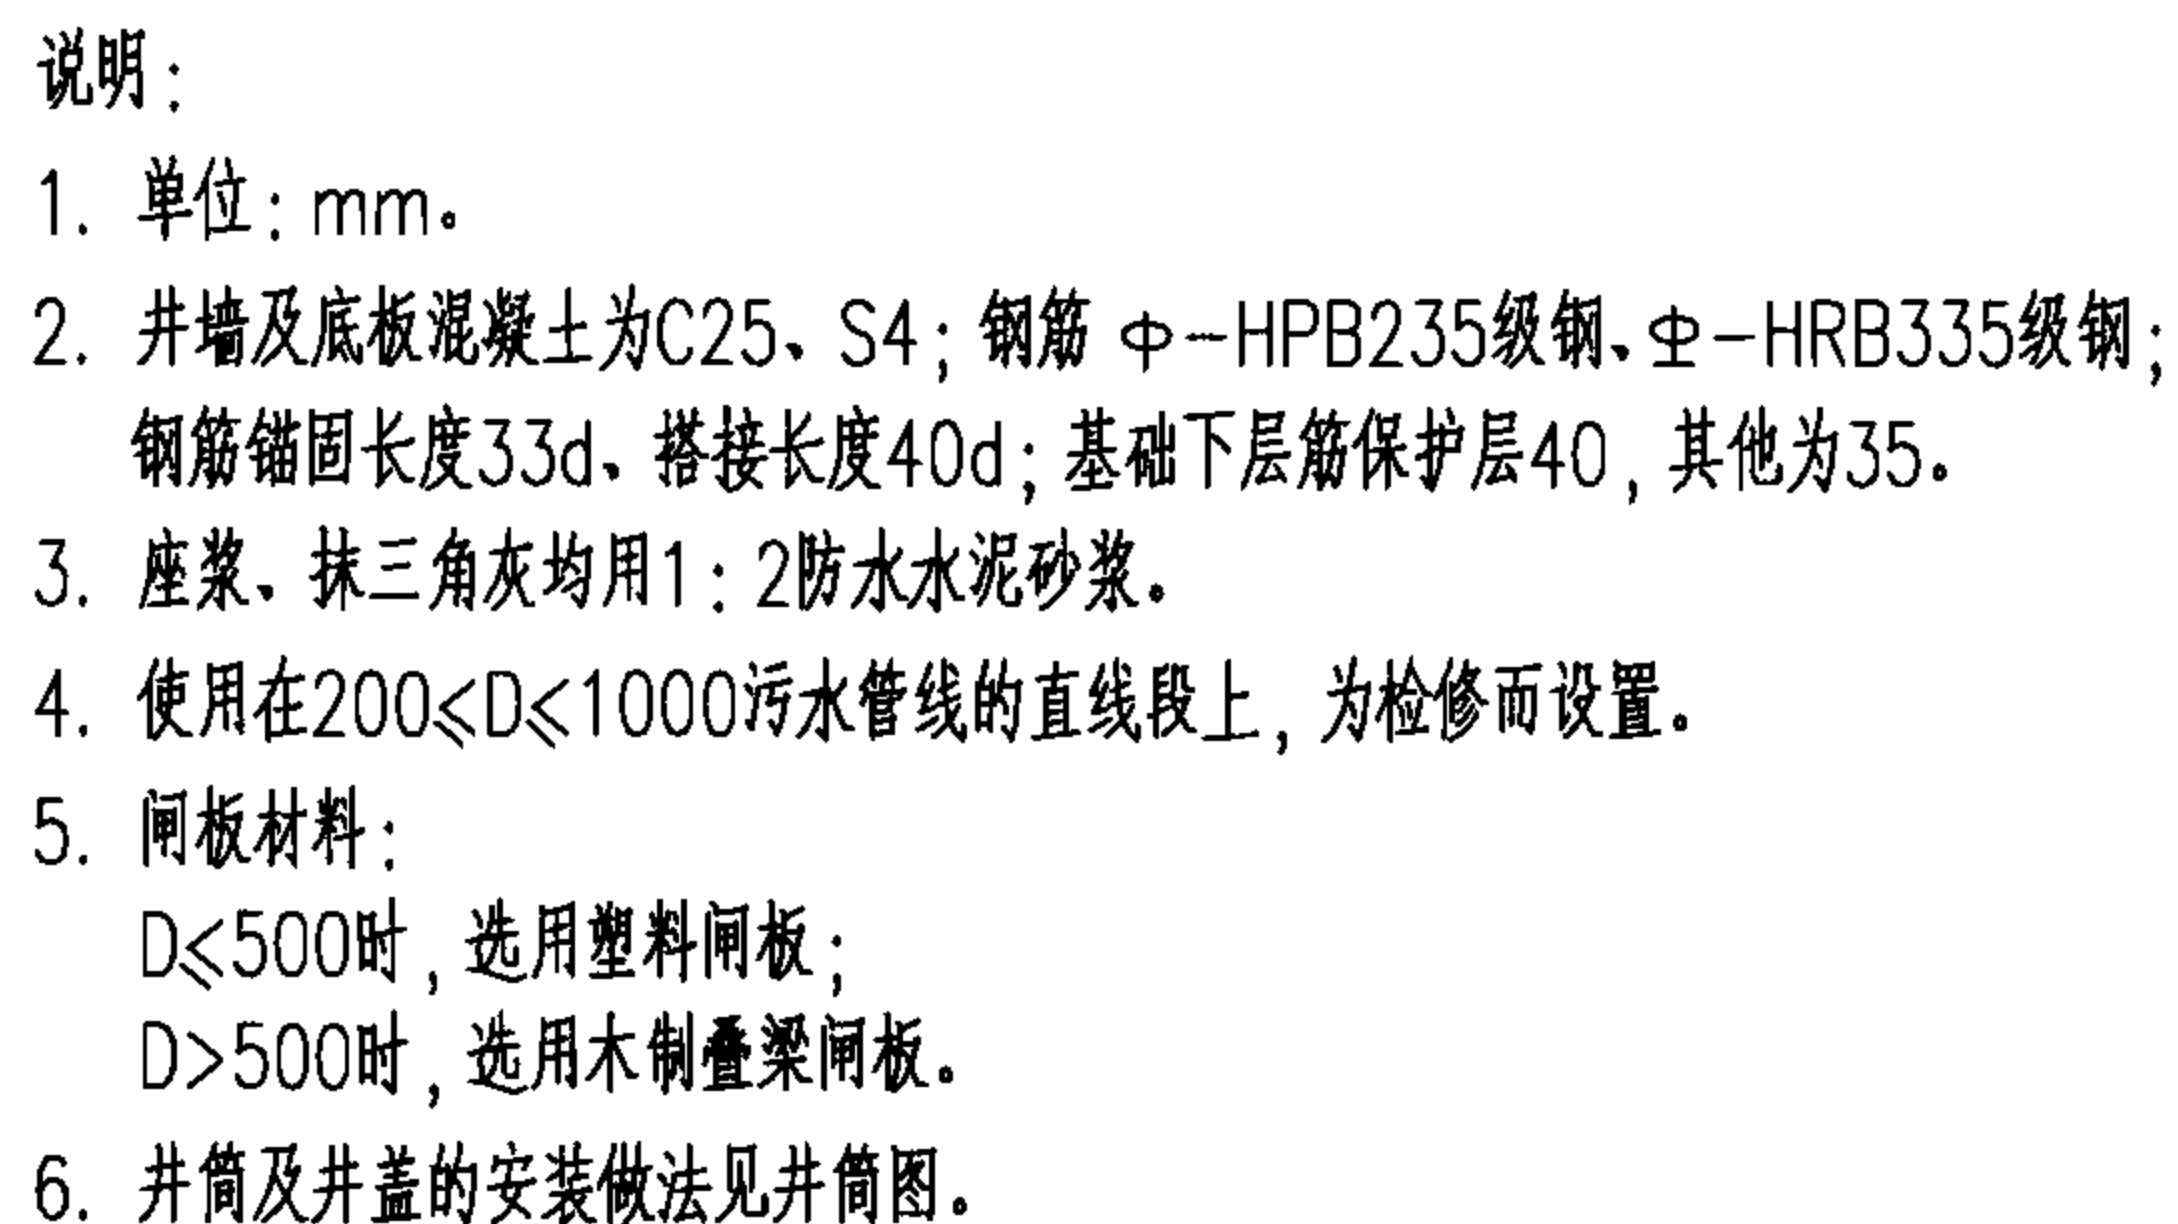 说明：
1. 单位：mm。
2. 井墙及底板混凝土为C25、S4；钢筋 Φ-HPB235级钢、Φ-HRB335级钢；
钢筋锚固长度33d、搭接长度40d；基础下层筋保护层40，其他为35。
3. 座浆、抹三角灰均用1：2防水水泥砂浆。
4. 使用在200≤D≤1000污水管线的直线段上，为检修而设置。
5. 闸板材料：
D≤500时，选用塑料闸板；
D>500时，选用木制叠梁闸板。
6. 井筒及井盖的安装做法见井筒图。